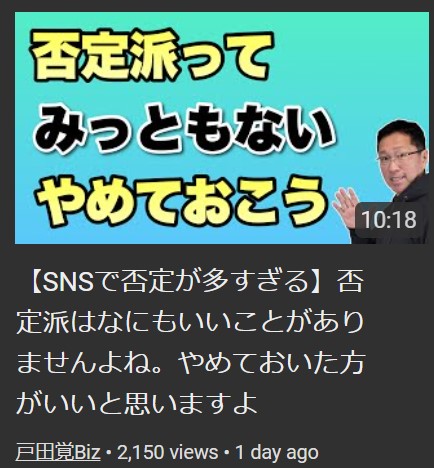 否定派って
みっともない
やめておこう
10:18
【SNSで否定が多すぎる】否
定派はなにもいいことがあり
ませんよね。やめておいた方
がいいと思いますよ
戸田覚Biz • 2,150 views • 1 day ago